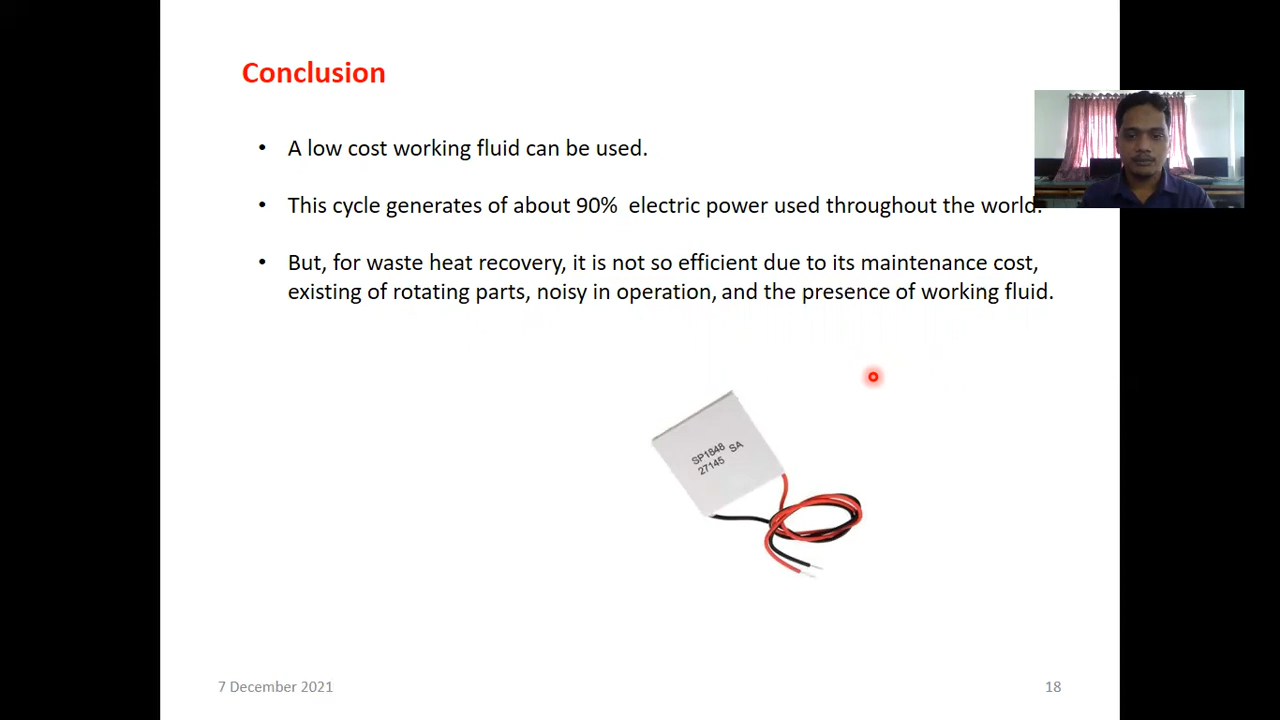 Conclusion
• A low cost working fluid can be used.
• This cycle generates of about 90% electric power used throughout the world.
• But, for waste heat recovery, it is not so efficient due to its maintenance cost,
existing of rotating parts, noisy in operation, and the presence of working fluid.
SP1848 SA
27145
7 December 2021
18